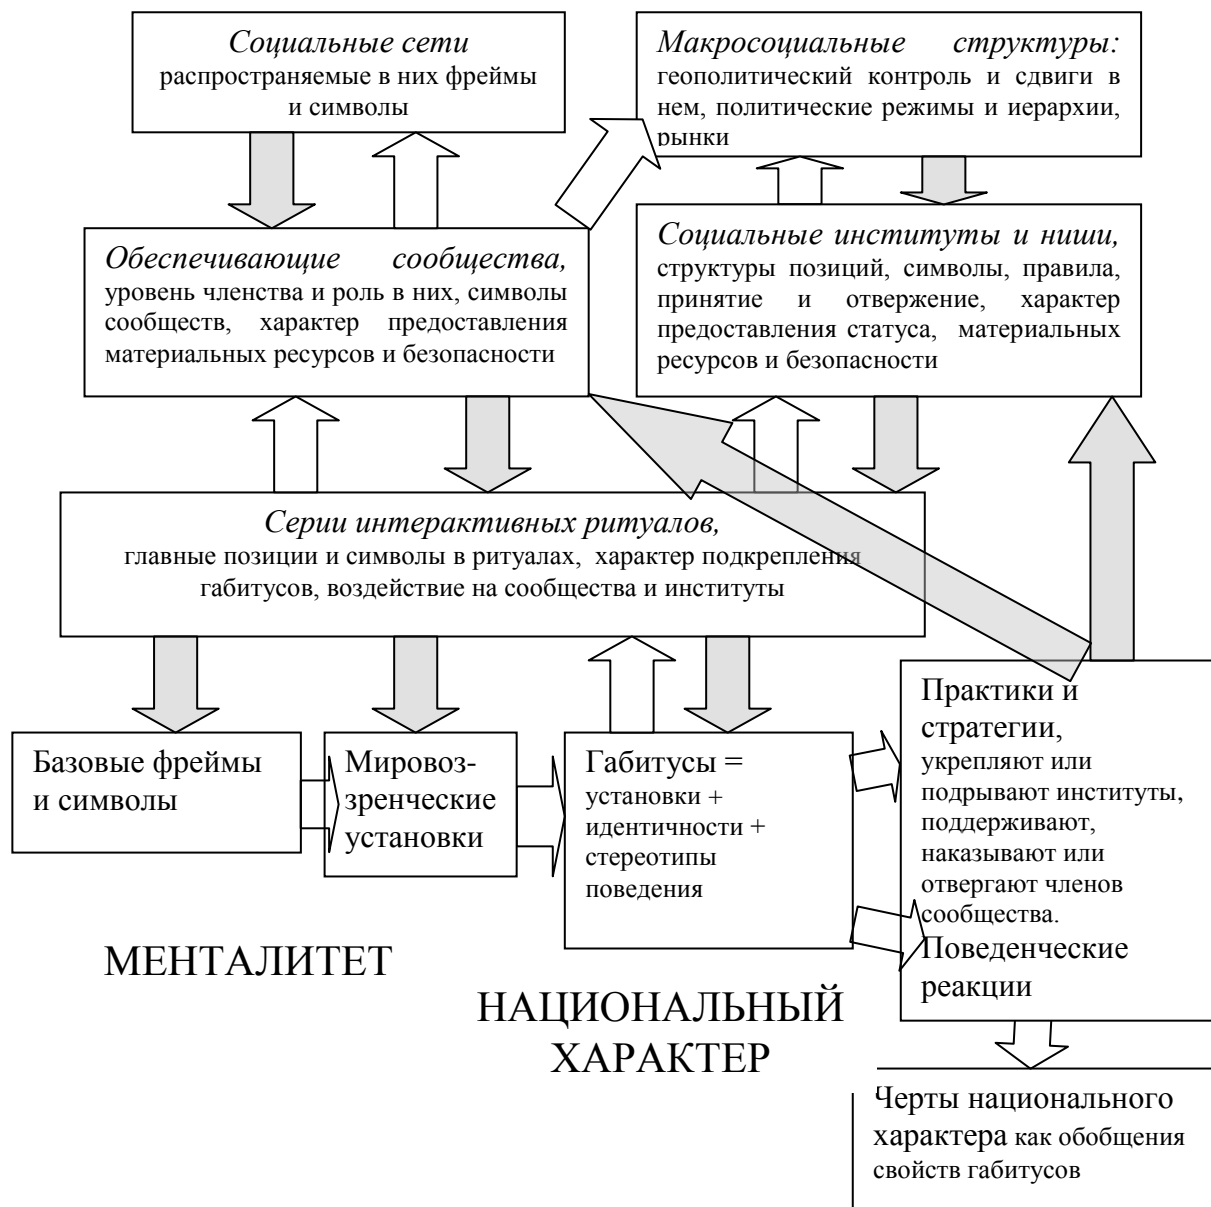 Социальные сети
распространяемые в них фреймы
и символы
Макросоциальные структуры:
геополитический контроль и сдвиги в
нем, политические режимы и иерархии,
рынки
Обеспечивающие сообщества,
уровень членства и роль в них, символы
сообществ, характер предоставления
материальных ресурсов и безопасности
Социальные институты и ниши,
структуры позиций, символы, правила,
принятие и отвержение, характер
предоставления статуса, материальных
ресурсов и безопасности
Серии интерактивных ритуалов,
главные позиции и символы в ритуалах, характер подкрепления
габитусов, воздействие на сообщества и институты
Базовые фреймы
и символы
Мировоз-
зренческие
установки
Габитусы =
установки +
идентичности +
стереотипы
поведения
Практики и
стратегии,
укрепляют или
подрывают институты,
поддерживают,
наказывают или
отвергают членов
сообщества.
Поведенческие
реакции
МЕНТАЛИТЕТ
НАЦИОНАЛЬНЫЙ
ХАРАКТЕР
Черты национального
характера как обобщения
свойств габитусов